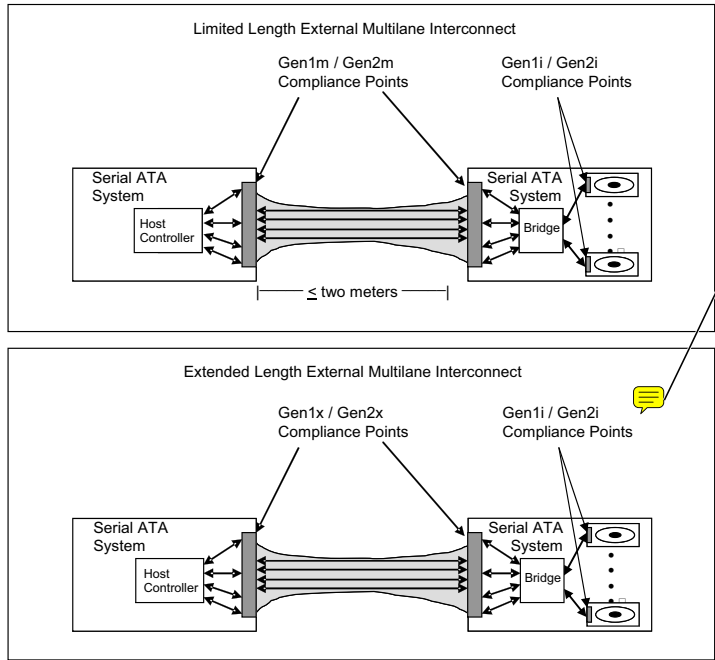 Limited Length External Multilane Interconnect
Gen1m / Gen2m
Compliance Points
Gen1i / Gen2i
Compliance Points
Serial ATA
System
Host
Controller
Serial ATA
System
Bridge
≤ two meters
Extended Length External Multilane Interconnect
Gen1x / Gen2x
Compliance Points
Gen1i / Gen2i
Compliance Points
Serial ATA
System
Host
Controller
Serial ATA
System
Bridge